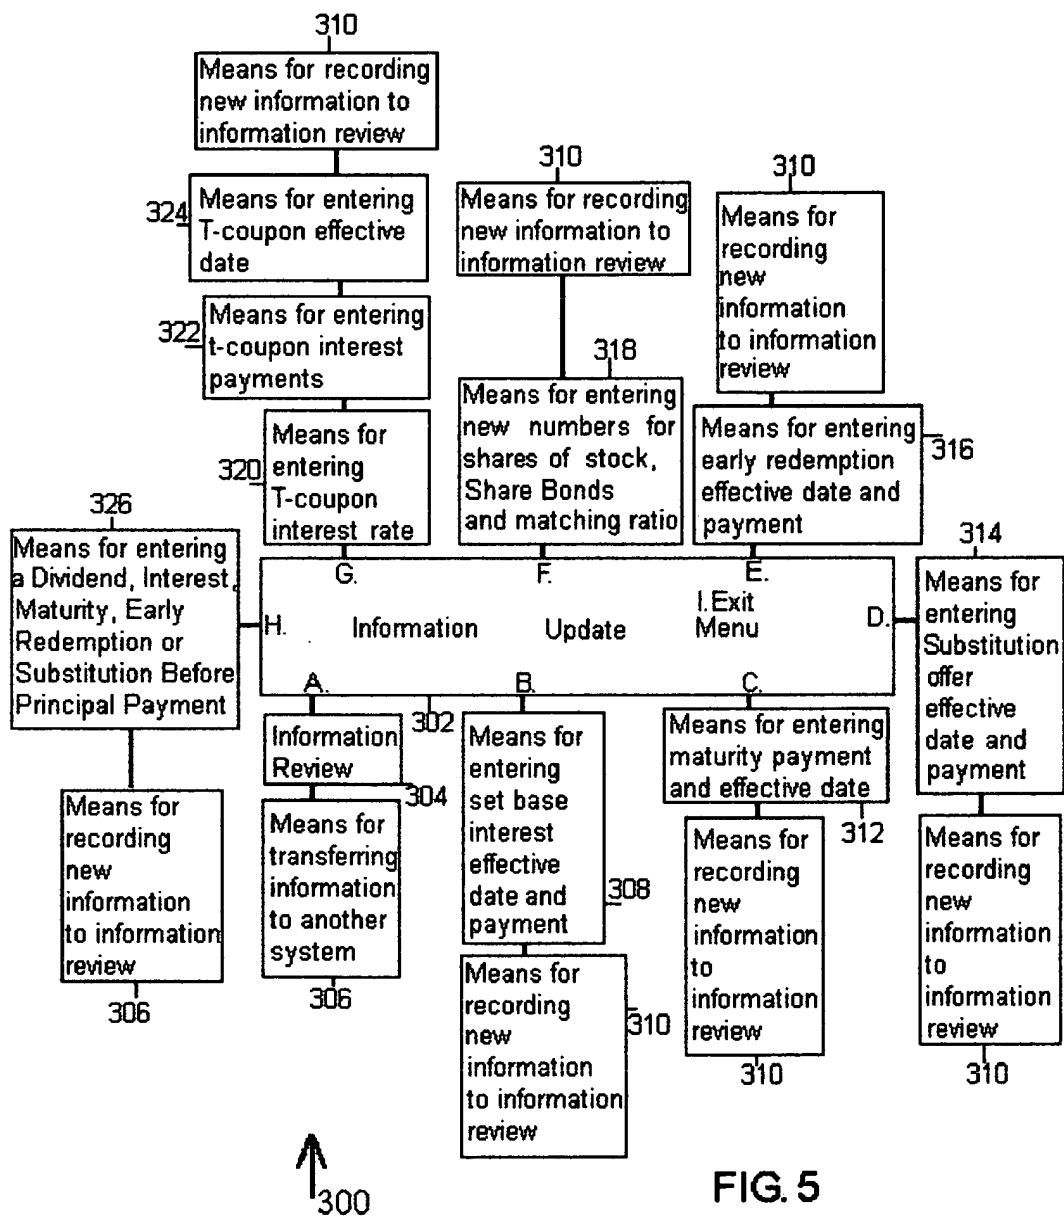 310
Means for recording
new information to
information review
324
Means for entering
T-coupon effective
date
322
Means for entering
t-coupon interest
payments
320
Means for
entering
T-coupon
interest rate
310
Means for recording
new information to
information review
318
Means for entering
new numbers for
shares of stock,
Share Bonds
and matching ratio
310
Means for
recording
new
information
to information
review
Means for entering
early redemption
effective date and
payment
316
326
Means for entering
a Dividend, Interest,
Maturity, Early
Redemption or
Substitution Before
Principal Payment
Means for
recording
new
information
to information
review
306
G.
F.
E.
H.
Information
Update
I. Exit
Menu
D.
A.
B.
C.
302
314
Means for
entering
Substitution
offer
effective
date and
payment
Means for
recording
new
information
to
information
review
310
Information
Review
304
Means for
transferring
information
to another
system
306
Means for
entering
set base
interest
effective
date and
payment
308
Means for
recording
new
information
to information
review
310
Means for entering
maturity payment
and effective date
312
Means for
recording
new
information
to
information
review
310
300
FIG. 5